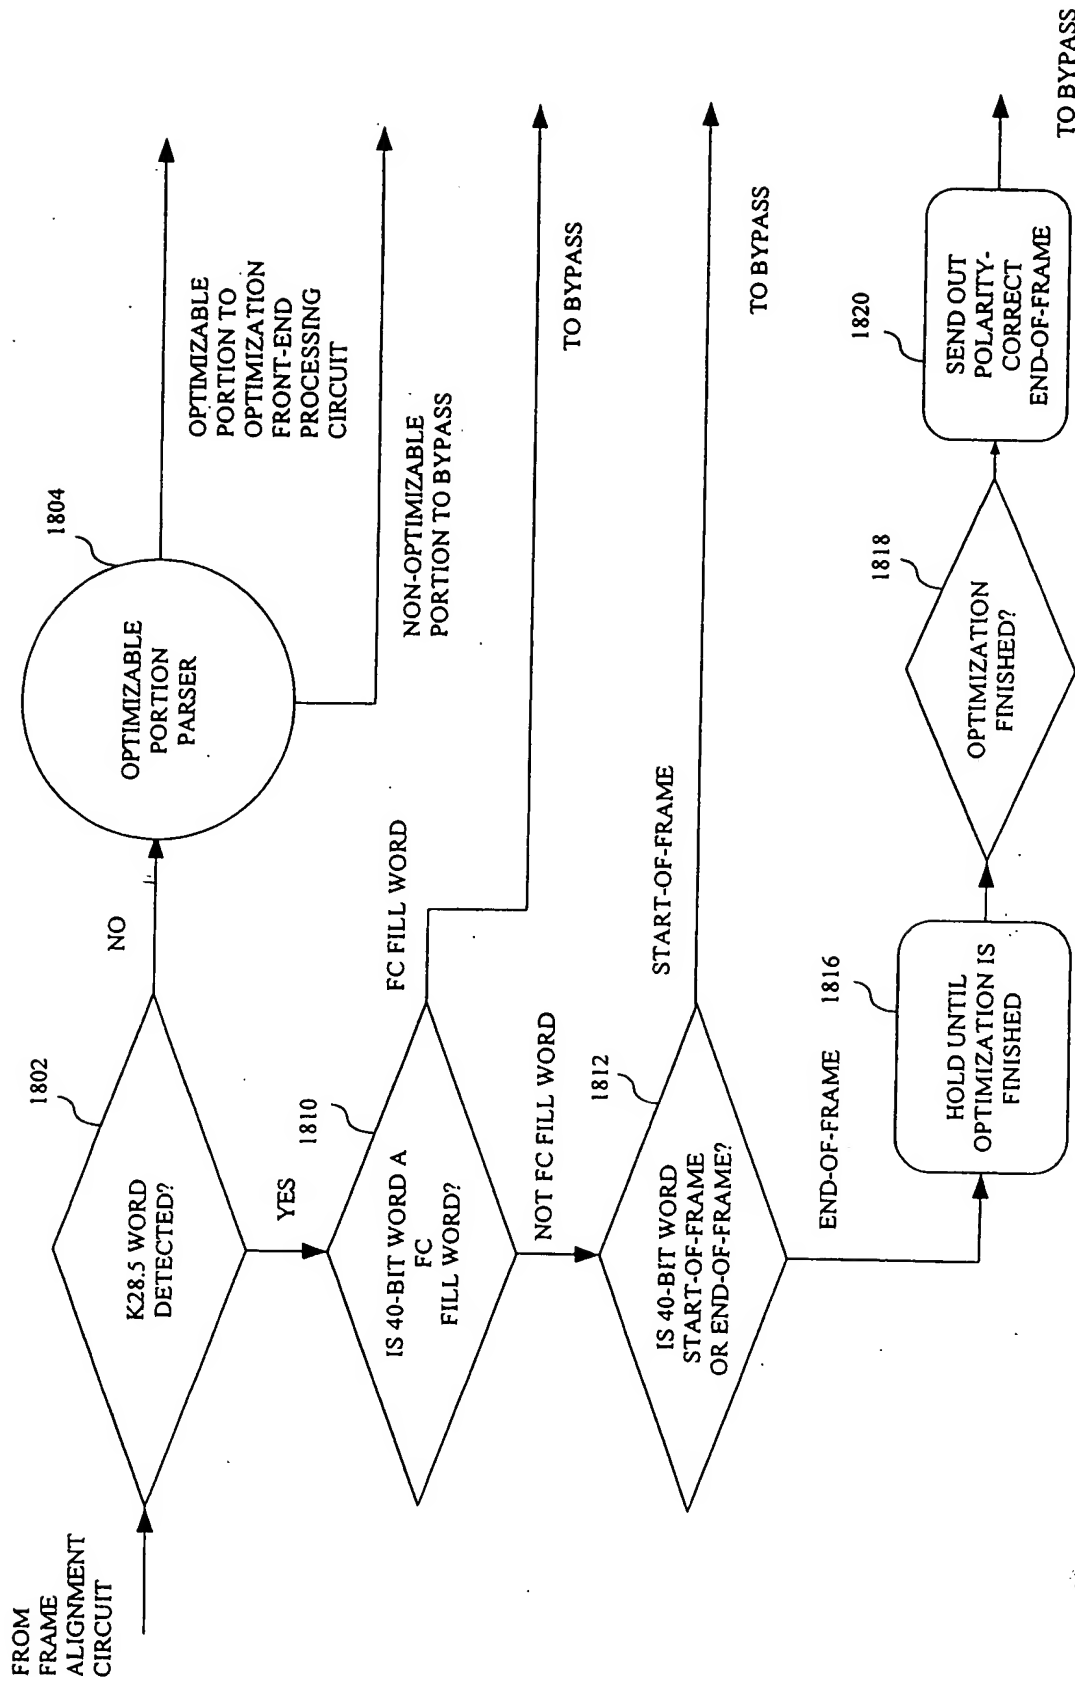 FROM
FRAME
ALIGNMENT
CIRCUIT
1802
K28.5 WORD
DETECTED?
NO
1804
OPTIMIZABLE
PORTION
PARSER
OPTIMIZABLE
PORTION TO
OPTIMIZATION
FRONT-END
PROCESSING
CIRCUIT
NON-OPTIMIZABLE
PORTION TO BYPASS
YES
1810
IS 40-BIT WORD A
FC
FILL WORD?
FC FILL WORD
TO BYPASS
NOT FC FILL WORD
1812
IS 40-BIT WORD
START-OF-FRAME
OR END-OF-FRAME?
START-OF-FRAME
TO BYPASS
END-OF-FRAME
1816
HOLD UNTIL
OPTIMIZATION IS
FINISHED
1818
OPTIMIZATION
FINISHED?
1820
SEND OUT
POLARITY-
CORRECT
END-OF-FRAME
TO BYPASS